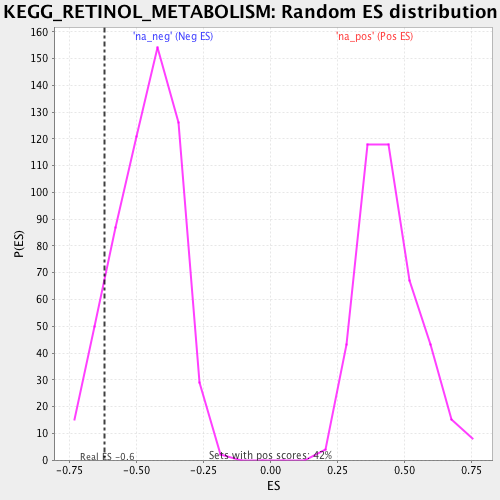 KEGG_RETINOL_METABOLISM: Random ES distribution
'na_neg' (Neg ES)
'na_pos' (Pos ES)
160
150
140
130
120
110
100
90
80
70
60
50
40
30
20
10
0
P(ES)
Real ES -0.6
Sets with pos scores: 42%
-0.75 -0.50 -0.25 0.00 0.25 0.50 0.75
ES